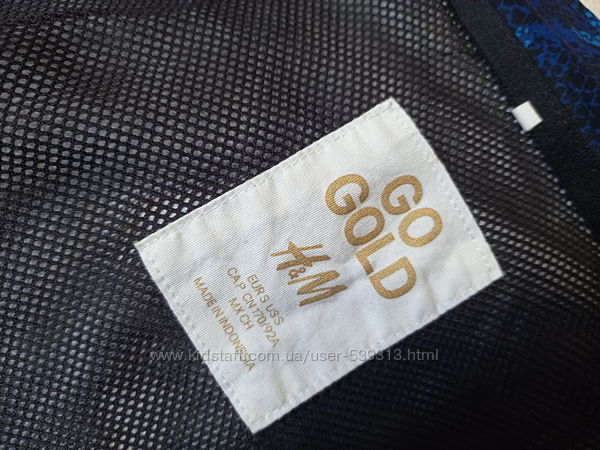 GO
GOLD
H&M
EUR S US S
CA P CN 170/92A
MX CH
MADE IN INDONESIA
www.kidstaff.com.ua/user-539313.html